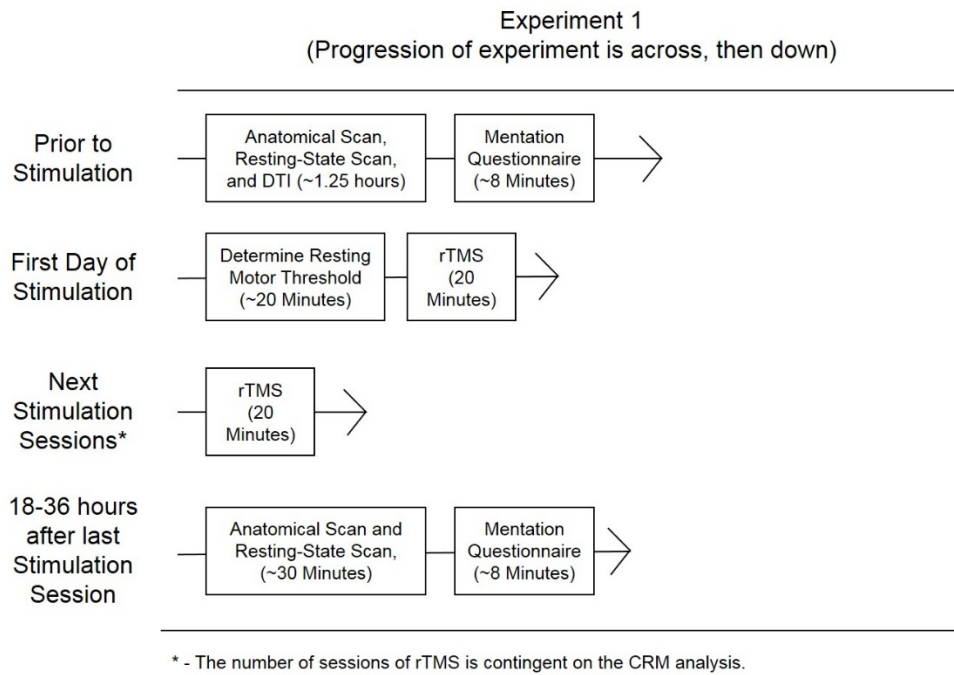 Experiment 1
(Progression of experiment is across, then down)
Prior to
Stimulation
Anatomical Scan,
Resting-State Scan,
and DTI (~1.25 hours)
Mentation
Questionnaire
(~8 Minutes)
First Day of
Stimulation
Determine Resting
Motor Threshold
(~20 Minutes)
rTMS
(20
Minutes)
Next
Stimulation
Sessions*
rTMS
(20
Minutes)
18-36 hours
after last
Stimulation
Session
Anatomical Scan and
Resting-State Scan,
(~30 Minutes)
Mentation
Questionnaire
(~8 Minutes)
* - The number of sessions of rTMS is contingent on the CRM analysis.